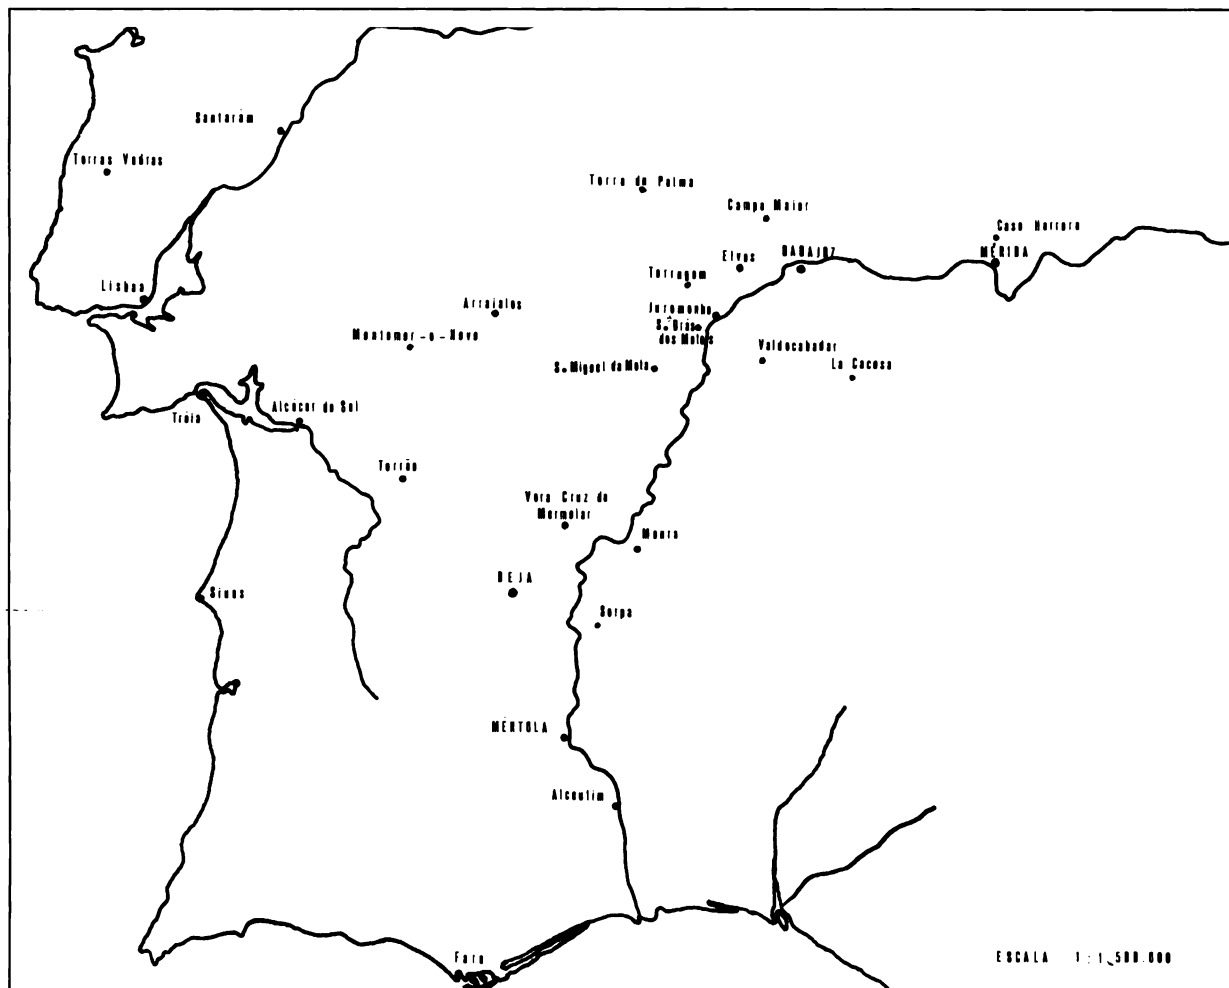 Santarém
Torres Vedras
Torre de Palma
Campo Maior
Casa Herrera
MÉRIDA
Elvas
BADAJOZ
Terrugem
Lisboa
Arraiolos
Juromenha
S. Brás
dos Matos
Montemor-o-Novo
Valdecabadar
La Cocosa
S. Miguel da Mota
Tróia
Alcácer do Sal
Torrão
Vera Cruz de
Marmelar
Moura
BEJA
Sines
Serpa
MÉRTOLA
Alcoutim
Faro
ESCALA 1:1.500.000